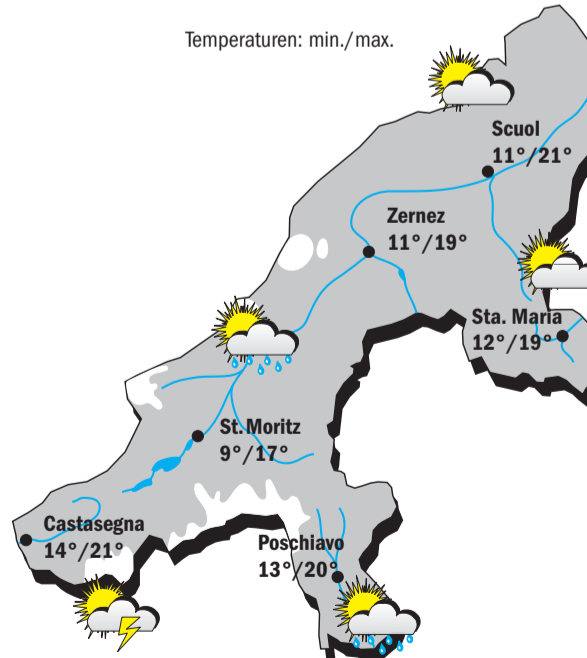 Temperaturen: min./max.
Scuol
11°/21°
Zernez
11°/19°
Sta. Maria
12°/19°
St. Moritz
9°/17°
Castasegna
14°/21°
Poschiavo
13°/20°